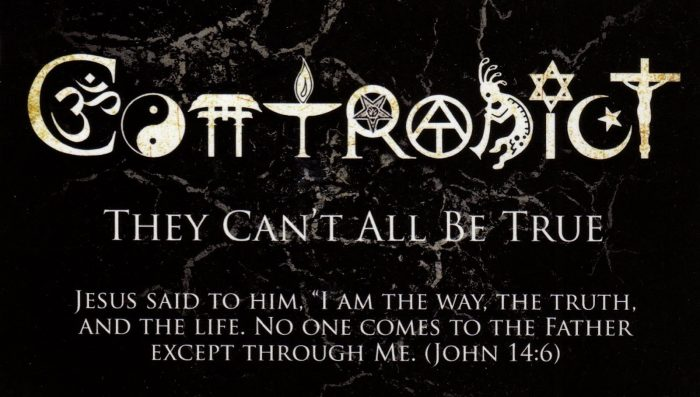 CONTRADICT
THEY CAN'T ALL BE TRUE
JESUS SAID TO HIM, “I AM THE WAY, THE TRUTH,
AND THE LIFE. NO ONE COMES TO THE FATHER
EXCEPT THROUGH ME. (JOHN 14:6)